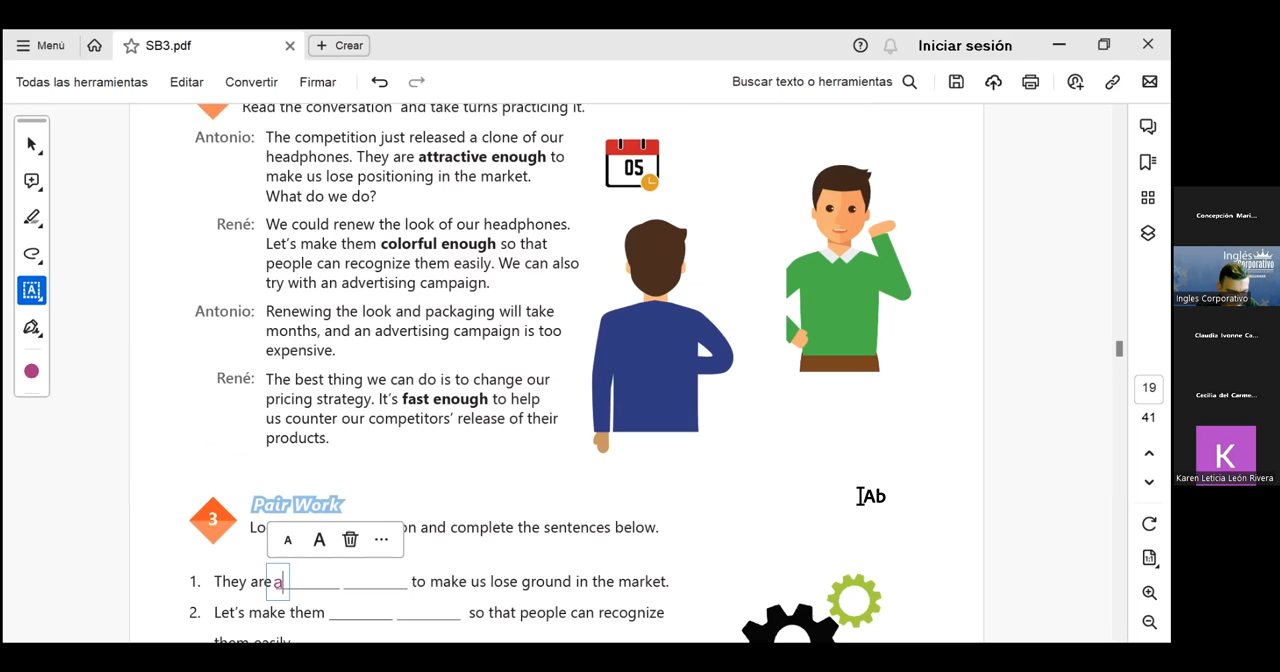 Menú
SB3.pdf
Crear
Iniciar sesión
Todas las herramientas
Editar
Convertir
Firmar
Buscar texto o herramientas
Read the conversation and take turns practicing it.
Antonio: The competition just released a clone of our
headphones. They are attractive enough to
make us lose positioning in the market.
What do we do?
05
René: We could renew the look of our headphones.
Let's make them colorful enough so that
people can recognize them easily. We can also
try with an advertising campaign.
Antonio: Renewing the look and packaging will take
months, and an advertising campaign is too
expensive.
René: The best thing we can do is to change our
pricing strategy. It's fast enough to help
us counter our competitors' release of their
products.
Ab
3
Pair Work
Lo on and complete the sentences below.
A A ...
1. They are a______ ______ to make us lose ground in the market.
2. Let's make them ______ ______ so that people can recognize
them easily
19
41
Concepción Mari...
Inglés
Corporativo
Ingles Corporativo
Claudia Ivonne Ca...
Cecilia del Carme...
K
Karen Leticia León Rivera